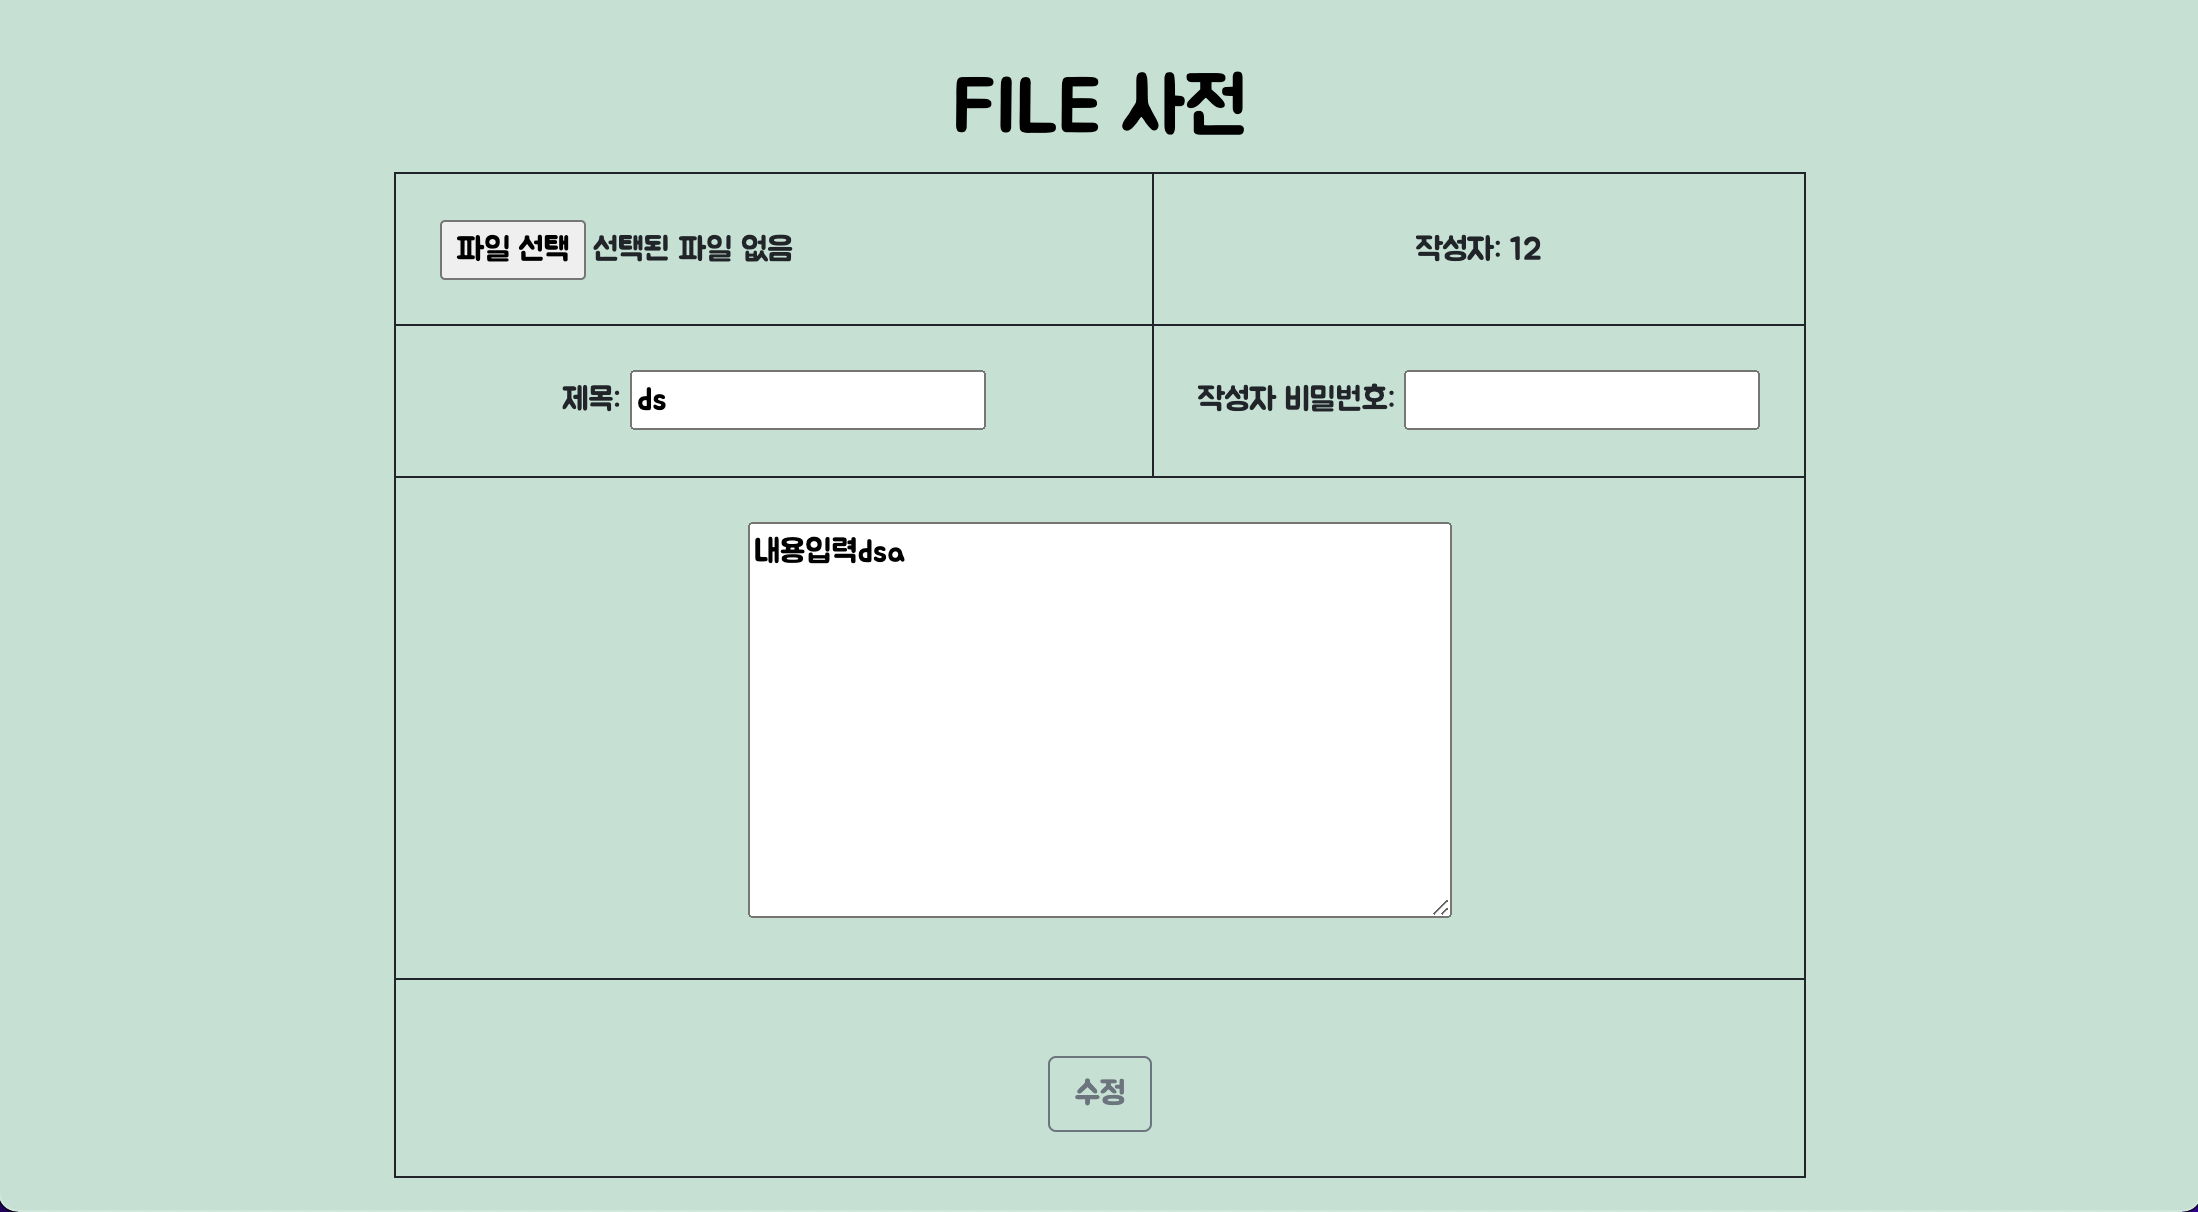 FILE 사전
파일 선택 선택된 파일 없음
작성자: 12
제목: ds
작성자 비밀번호:
내용입력dsa
수정